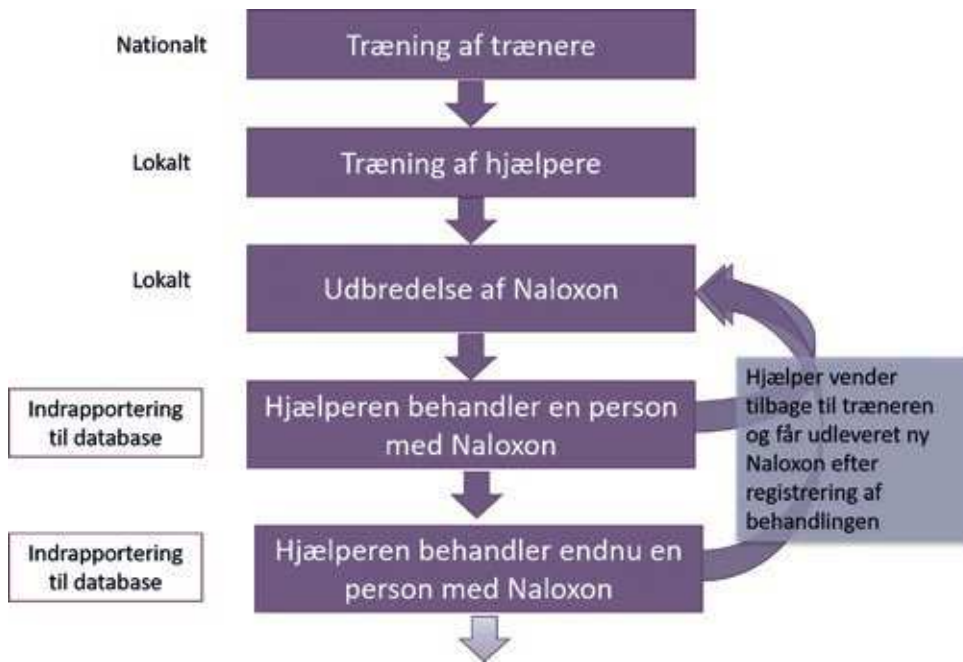 Nationalt
Træning af trænere
Lokalt
Træning af hjælpere
Lokalt
Udbredelse af Naloxon
Indrapportering
til database
Hjælperen behandler en person
med Naloxon
Hjælper vender
tilbage til træneren
og får udleveret ny
Naloxon efter
registrering af
behandlingen
Indrapportering
til database
Hjælperen behandler endnu en
person med Naloxon